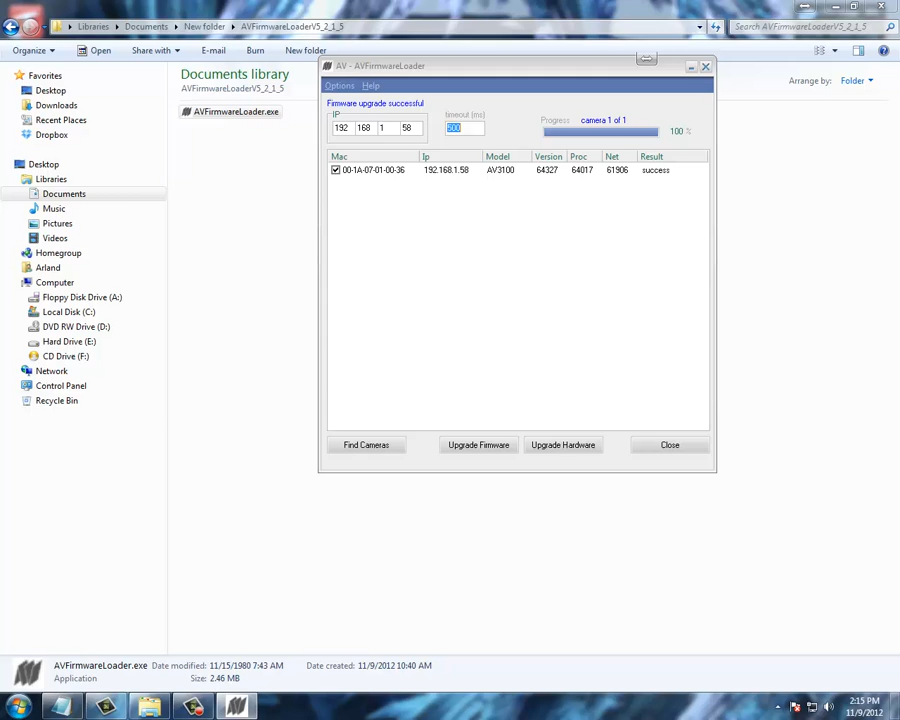 Libraries ▸ Documents ▸ New folder ▸ AVFirmwareLoaderV5_2_1_5
Search AVFirmwareLoaderV5_2_1_5
Organize Open Share with E-mail Burn New folder
Favorites
Desktop
Downloads
Recent Places
Dropbox
Desktop
Libraries
Documents
Music
Pictures
Videos
Homegroup
Arland
Computer
Floppy Disk Drive (A:)
Local Disk (C:)
DVD RW Drive (D:)
Hard Drive (E:)
CD Drive (F:)
Network
Control Panel
Recycle Bin
Documents library
AVFirmwareLoaderV5_2_1_5
Arrange by: Folder
AVFirmwareLoader.exe
AV - AVFirmwareLoader
Options Help
Firmware upgrade successful
IP
192 168 1 58
timeout (ms)
500
Progress camera 1 of 1
100 %
Mac Ip Model Version Proc Net Result
00-1A-07-01-00-36 192.168.1.58 AV3100 64327 64017 61906 success
Find Cameras Upgrade Firmware Upgrade Hardware Close
AVFirmwareLoader.exe Date modified: 11/15/1980 7:43 AM Date created: 11/9/2012 10:40 AM
Application Size: 2.46 MB
2:15 PM
11/9/2012